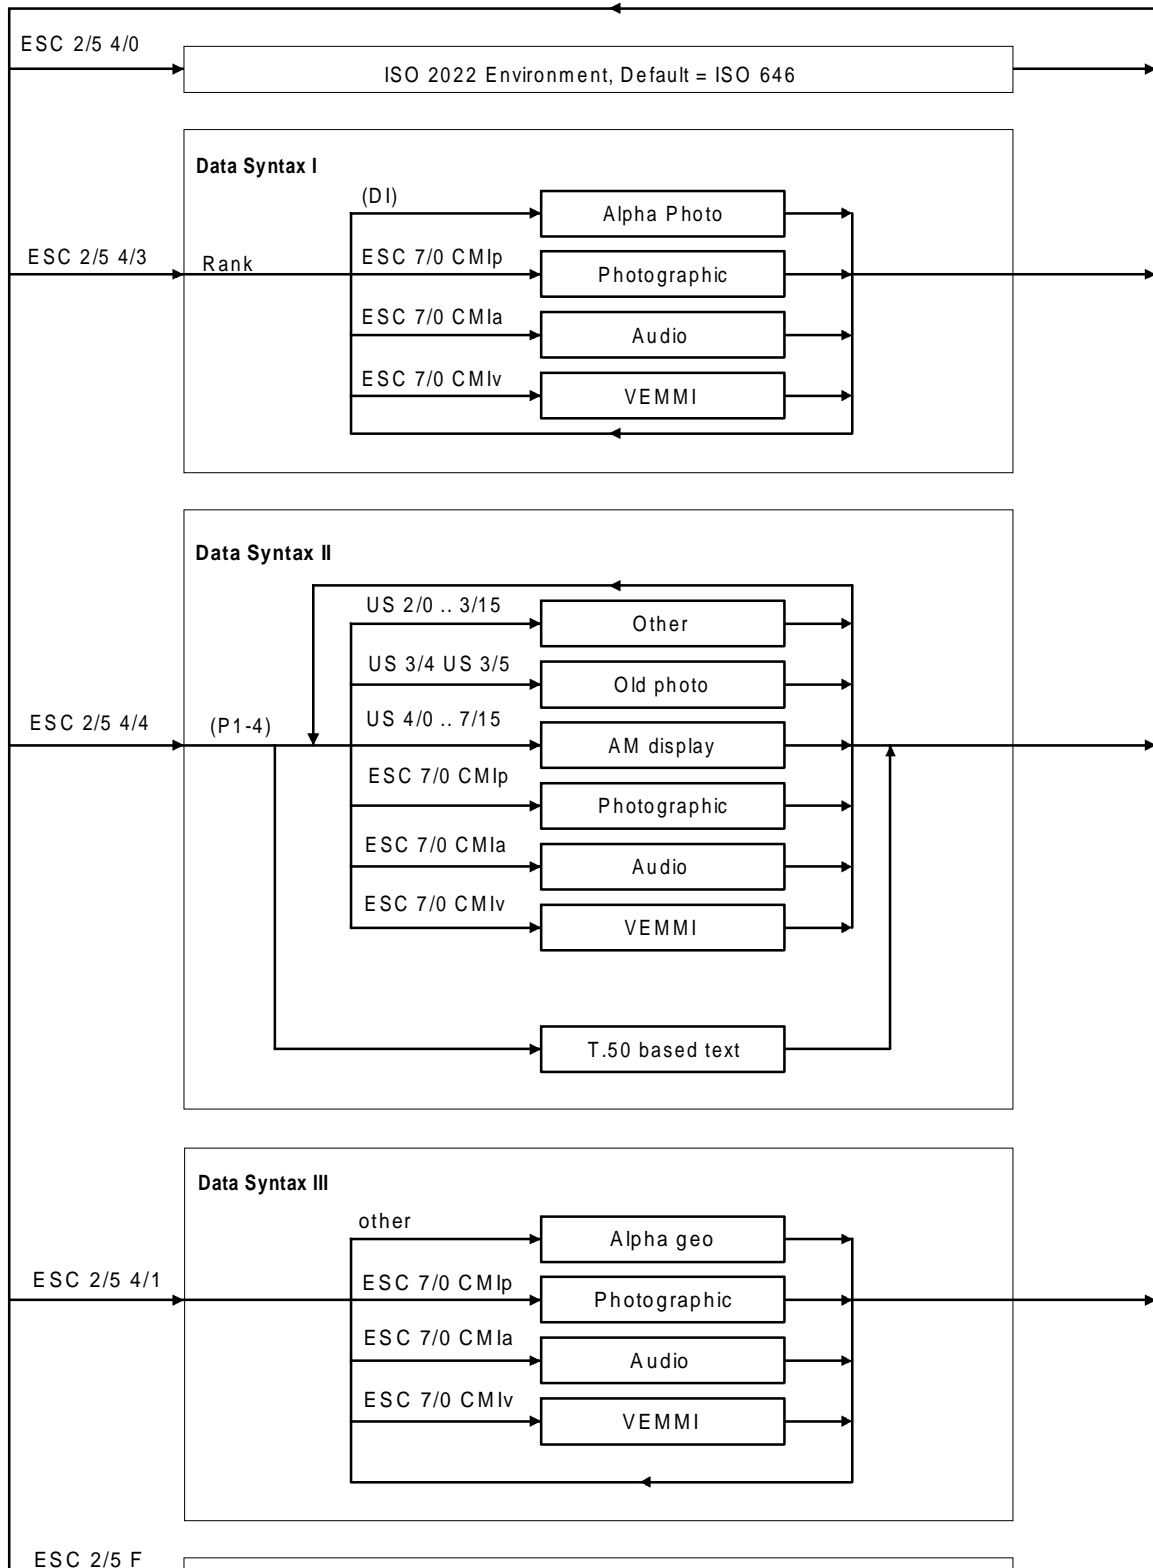 ESC 2/5 4/0
ISO 2022 Environment, Default = ISO 646
Data Syntax I
(DI)
Alpha Photo
ESC 2/5 4/3
Rank
ESC 7/0 CMIp
Photographic
ESC 7/0 CMIa
Audio
ESC 7/0 CMIv
VEMMI
Data Syntax II
US 2/0 .. 3/15
Other
US 3/4 US 3/5
Old photo
ESC 2/5 4/4
(P1-4)
US 4/0 .. 7/15
AM display
ESC 7/0 CMIp
Photographic
ESC 7/0 CMIa
Audio
ESC 7/0 CMIv
VEMMI
T.50 based text
Data Syntax III
other
Alpha geo
ESC 2/5 4/1
ESC 7/0 CMIp
Photographic
ESC 7/0 CMIa
Audio
ESC 7/0 CMIv
VEMMI
ESC 2/5 F